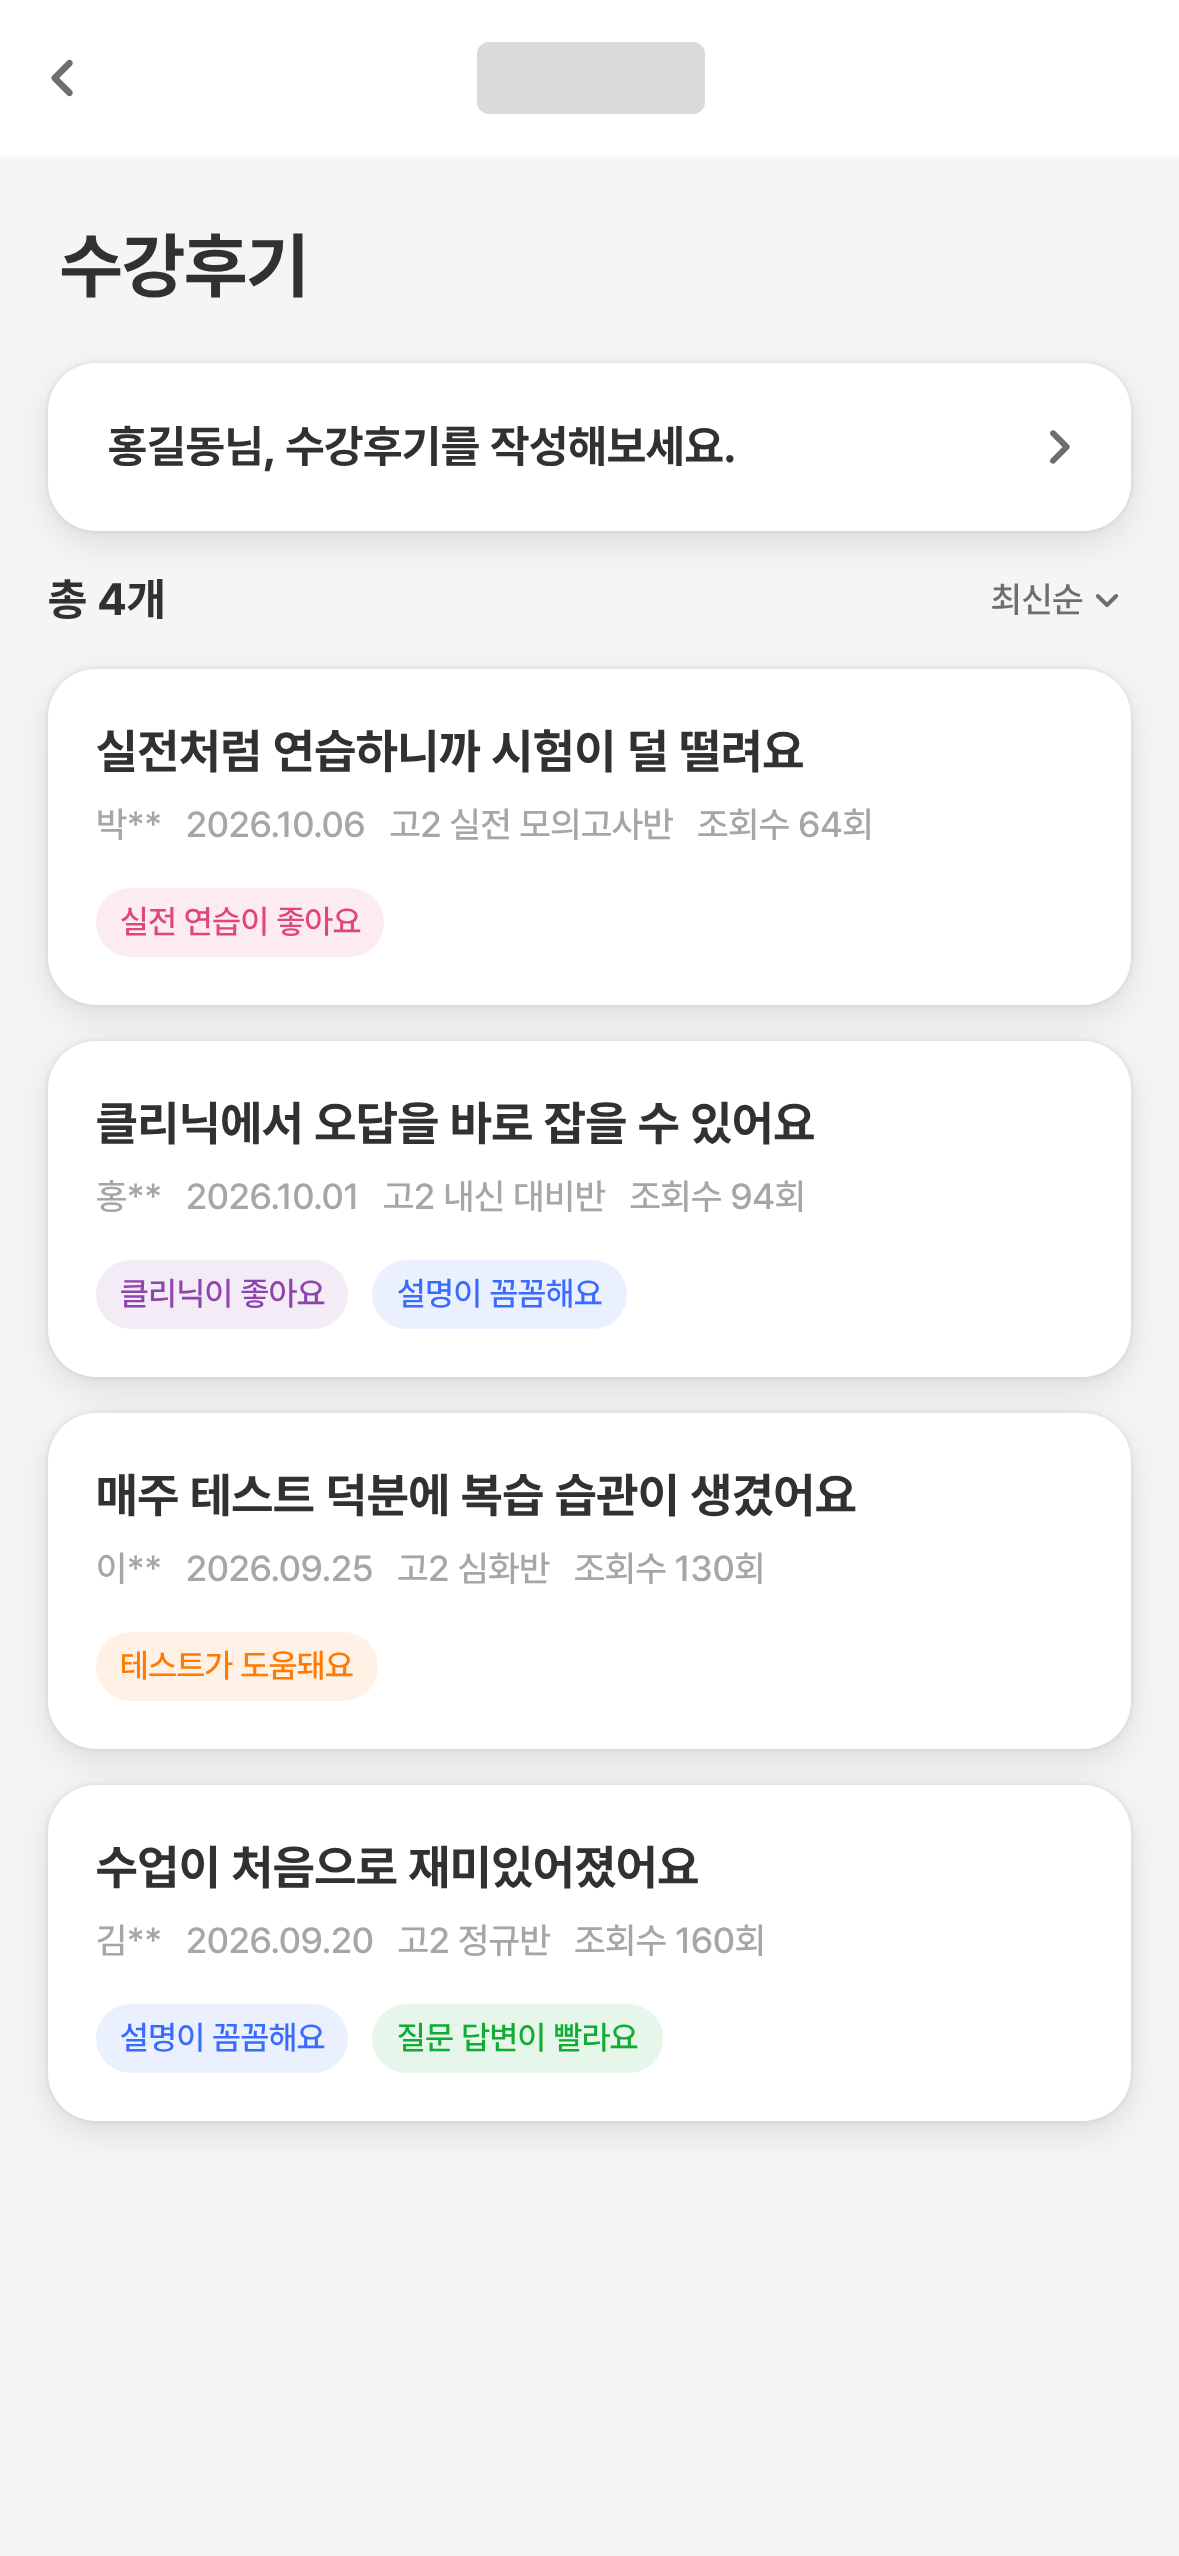 수강후기
홍길동님, 수강후기를 작성해보세요.
총 4개 최신순
실전처럼 연습하니까 시험이 덜 떨려요
박** 2026.10.06 고2 실전 모의고사반 조회수 64회
실전 연습이 좋아요
클리닉에서 오답을 바로 잡을 수 있어요
홍** 2026.10.01 고2 내신 대비반 조회수 94회
클리닉이 좋아요 설명이 꼼꼼해요
매주 테스트 덕분에 복습 습관이 생겼어요
이** 2026.09.25 고2 심화반 조회수 130회
테스트가 도움돼요
수업이 처음으로 재미있어졌어요
김** 2026.09.20 고2 정규반 조회수 160회
설명이 꼼꼼해요 질문 답변이 빨라요